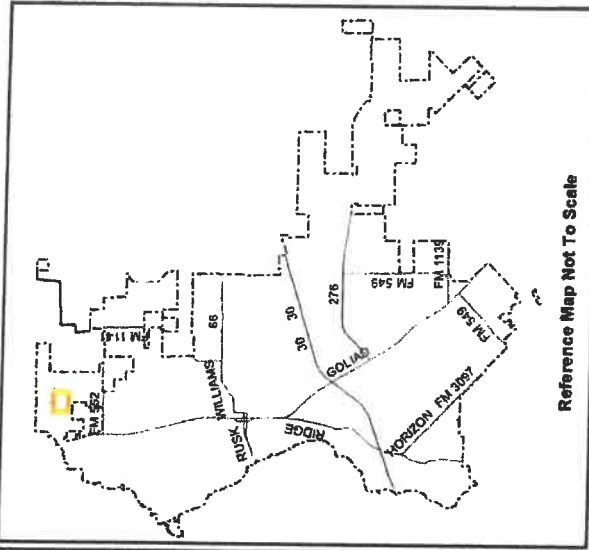 FM 552
FM 1141
WILLIAMS
66
RUSK
30
30
276
FM 549
FM 1139
GOLIAD
RIDGE
FM 549
HORIZON
FM 3097
Reference Map Not To Scale